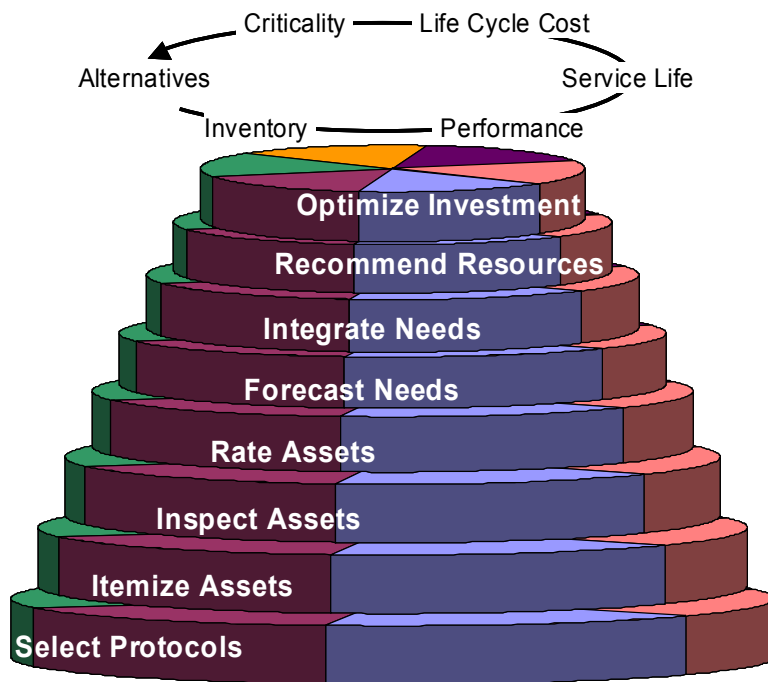 Criticality
Life Cycle Cost
Alternatives
Service Life
Inventory
Performance
Optimize Investment
Recommend Resources
Integrate Needs
Forecast Needs
Rate Assets
Inspect Assets
Itemize Assets
Select Protocols